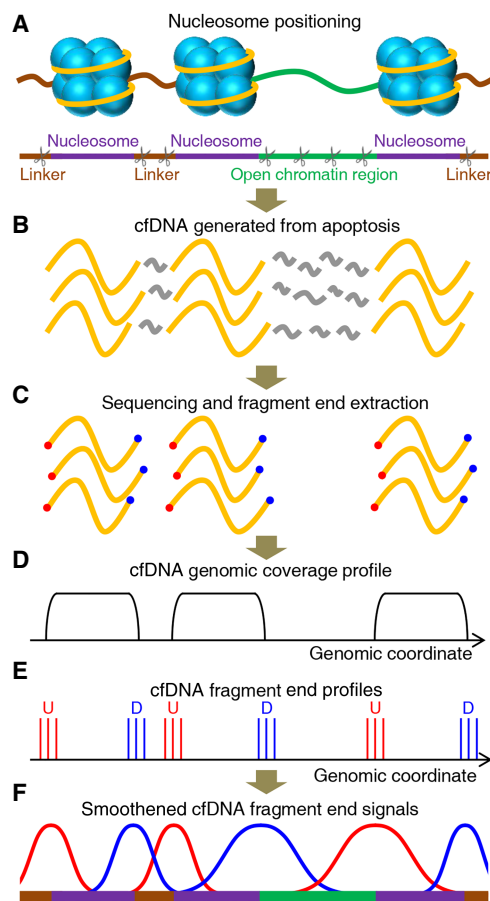 A
Nucleosome positioning
Nucleosome Nucleosome Nucleosome
Linker Linker Open chromatin region Linker
B
cfDNA generated from apoptosis
C
Sequencing and fragment end extraction
D
cfDNA genomic coverage profile
Genomic coordinate
E
cfDNA fragment end profiles
U D U D U D
Genomic coordinate
F
Smoothened cfDNA fragment end signals